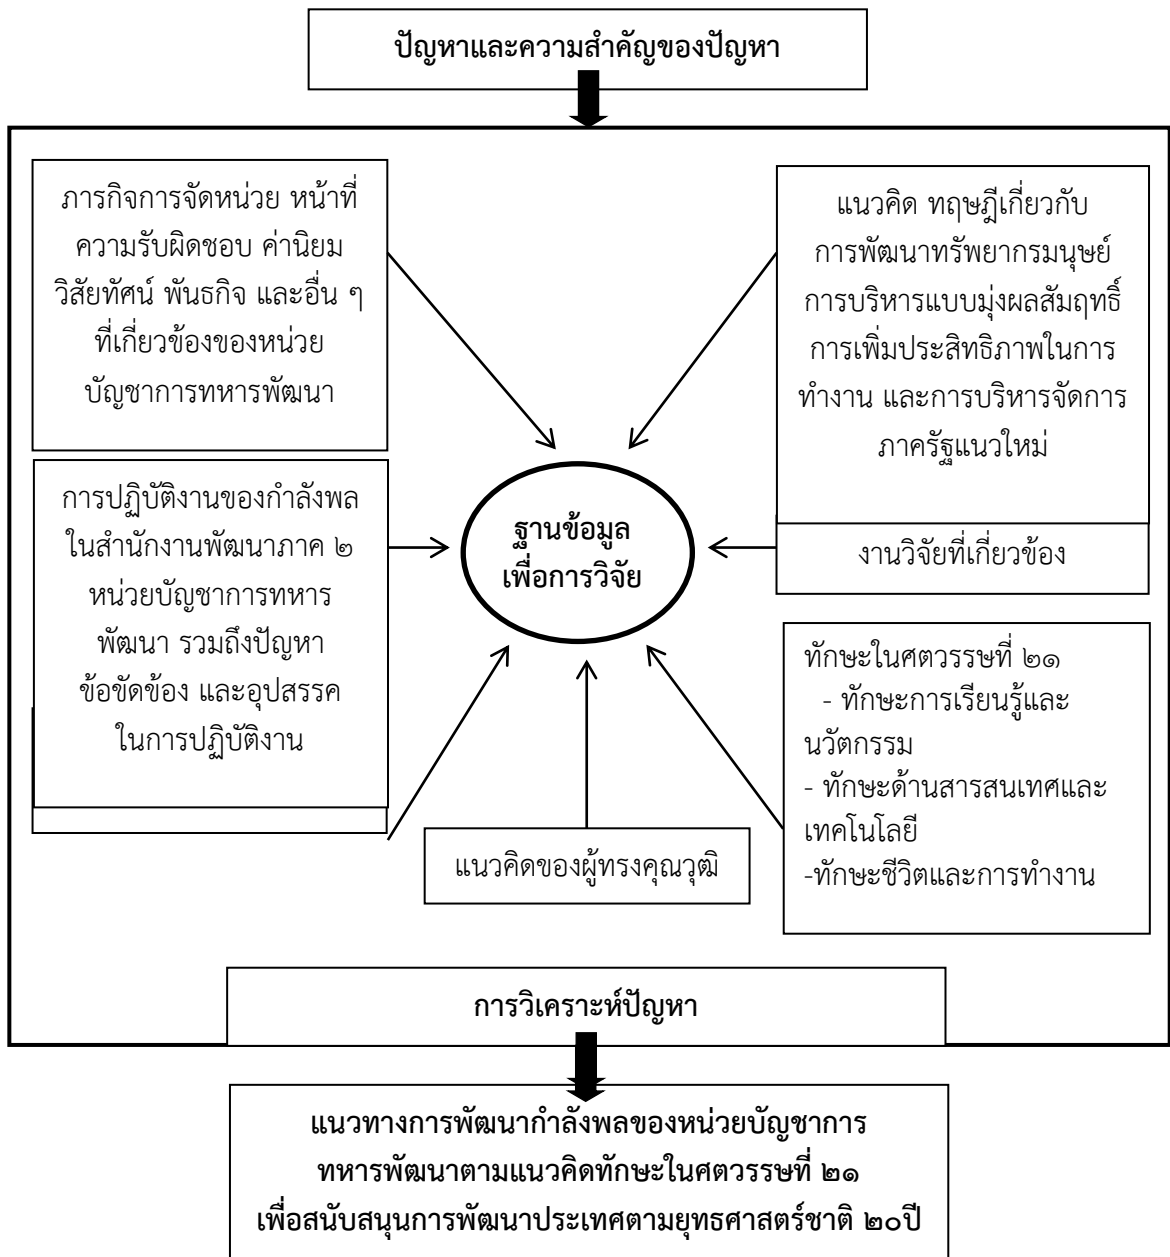 ปัญหาและความสำคัญของปัญหา
ภารกิจการจัดหน่วย หน้าที่
ความรับผิดชอบ ค่านิยม
วิสัยทัศน์ พันธกิจ และอื่น ๆ
ที่เกี่ยวข้องของหน่วย
บัญชาการทหารพัฒนา
แนวคิด ทฤษฎีเกี่ยวกับ
การพัฒนาทรัพยากรมนุษย์
การบริหารแบบมุ่งผลสัมฤทธิ์
การเพิ่มประสิทธิภาพในการ
ทำงาน และการบริหารจัดการ
ภาครัฐแนวใหม่
การปฏิบัติงานของกำลังพล
ในสำนักงานพัฒนาภาค ๒
หน่วยบัญชาการทหาร
พัฒนา รวมถึงปัญหา
ข้อขัดข้อง และอุปสรรค
ในการปฏิบัติงาน
ฐานข้อมูล
เพื่อการวิจัย
งานวิจัยที่เกี่ยวข้อง
ทักษะในศตวรรษที่ ๒๑
- ทักษะการเรียนรู้และ
นวัตกรรม
- ทักษะด้านสารสนเทศและ
เทคโนโลยี
-ทักษะชีวิตและการทำงาน
แนวคิดของผู้ทรงคุณวุฒิ
การวิเคราะห์ปัญหา
แนวทางการพัฒนากำลังพลของหน่วยบัญชาการ
ทหารพัฒนาตามแนวคิดทักษะในศตวรรษที่ ๒๑
เพื่อสนับสนุนการพัฒนาประเทศตามยุทธศาสตร์ชาติ ๒๐ปี